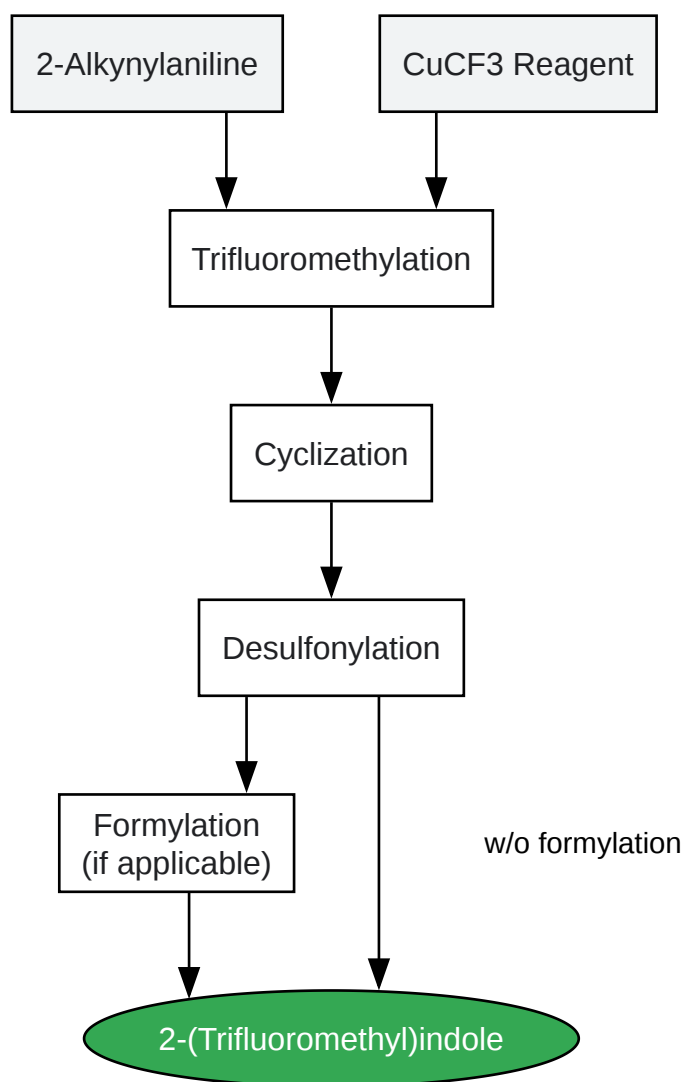 2-Alkynylaniline
CuCF3 Reagent
Trifluoromethylation
Cyclization
Desulfonylation
Formylation
(if applicable)
w/o formylation
2-(Trifluoromethyl)indole